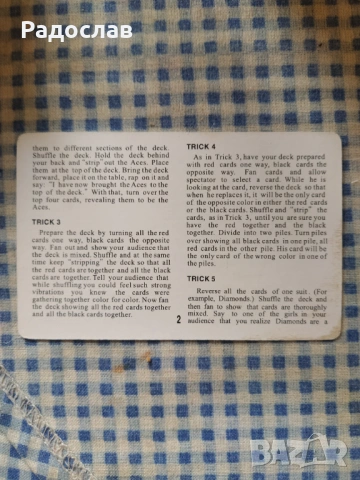 Радослав
them to different sections of the deck.
Shuffle the deck. Hold the deck behind
your back and "strip" out the Aces. Place
them at the top of the deck. Bring the deck
forward, place it on the table, rap on it and
say: "I have now brought the Aces to the
top of the deck." With that, turn over the
top four cards, revealing them to be the
Aces.
TRICK 3
Prepare the deck by turning all the red
cards one way, black cards the opposite
way. Fan out and show your audience that
the deck is mixed. Shuffle and at the same
time keep "stripping" the deck so that all
the red cards are together and all the black
cards are together. Tell your audience that
while shuffling you could feel such strong
vibrations you knew the cards were
gathering together color for color. Now fan
the deck showing all the red cards together
and all the black cards together.
TRICK 4
As in Trick 3, have your deck prepared
with red cards one way, black cards the
opposite way. Fan cards and allow
spectator to select a card. While he is
looking at the card, reverse the deck so that
when he replaces it, it will be the only card
of the opposite color in either the red cards
or the black cards. Shuffle and "strip" the
cards, as in Trick 3, until you are sure you
have the red together and the black
together. Divide into two piles. Turn piles
over showing all black cards in one pile, all
red cards in the other pile. His card will be
the only card of the wrong color in one of
the piles.
TRICK 5
Reverse all the cards of one suit. (For
example, Diamonds.) Shuffle the deck and
then fan to show that cards are thoroughly
mixed. Say to one of the girls in your
audience that you realize Diamonds are a
2
BAZAR